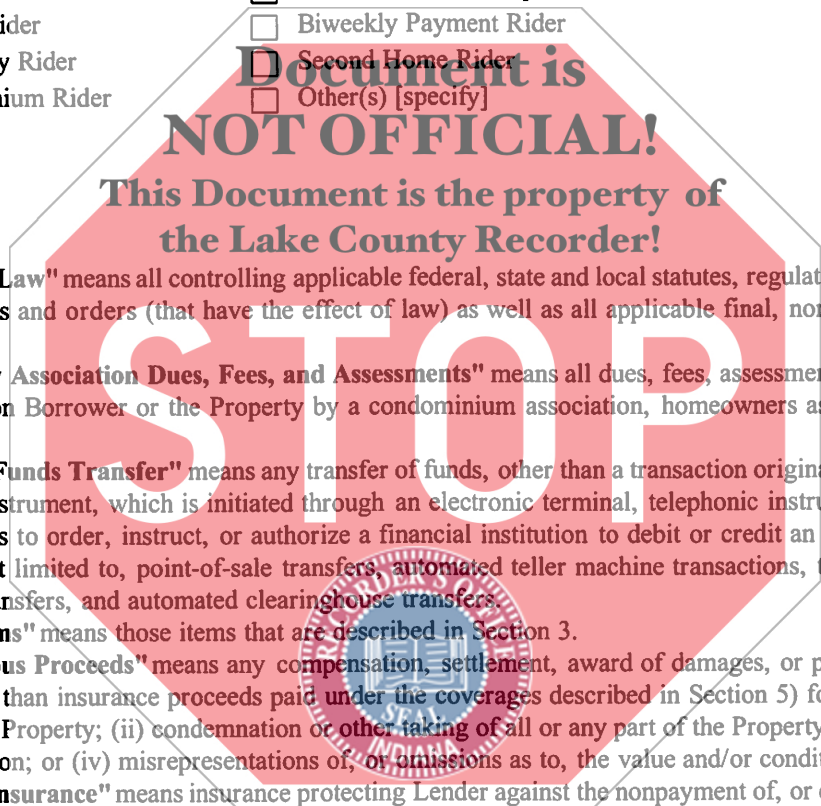 ider ☐ Biweekly Payment Rider
y Rider ☐ Second Home Rider
ium Rider ☐ Other(s) [specify]
Document is
NOT OFFICIAL!
This Document is the property of
the Lake County Recorder!
Law" means all controlling applicable federal, state and local statutes, regulat
s and orders (that have the effect of law) as well as all applicable final, non
STOP
Association Dues, Fees, and Assessments" means all dues, fees, assessme
n Borrower or the Property by a condominium association, homeowners as
Funds Transfer" means any transfer of funds, other than a transaction origina
strument, which is initiated through an electronic terminal, telephonic instru
s to order, instruct, or authorize a financial institution to debit or credit an
t limited to, point-of-sale transfers, automated teller machine transactions, t
nsfers, and automated clearinghouse transfers.
ms" means those items that are described in Section 3.
us Proceeds" means any compensation, settlement, award of damages, or p
than insurance proceeds paid under the coverages described in Section 5) fo
Property; (ii) condemnation or other taking of all or any part of the Property
on; or (iv) misrepresentations of, or omissions as to, the value and/or condit
nsurance" means insurance protecting Lender against the nonpayment of, or
RECORDER'S OFFICE
SEAL
INDIANA